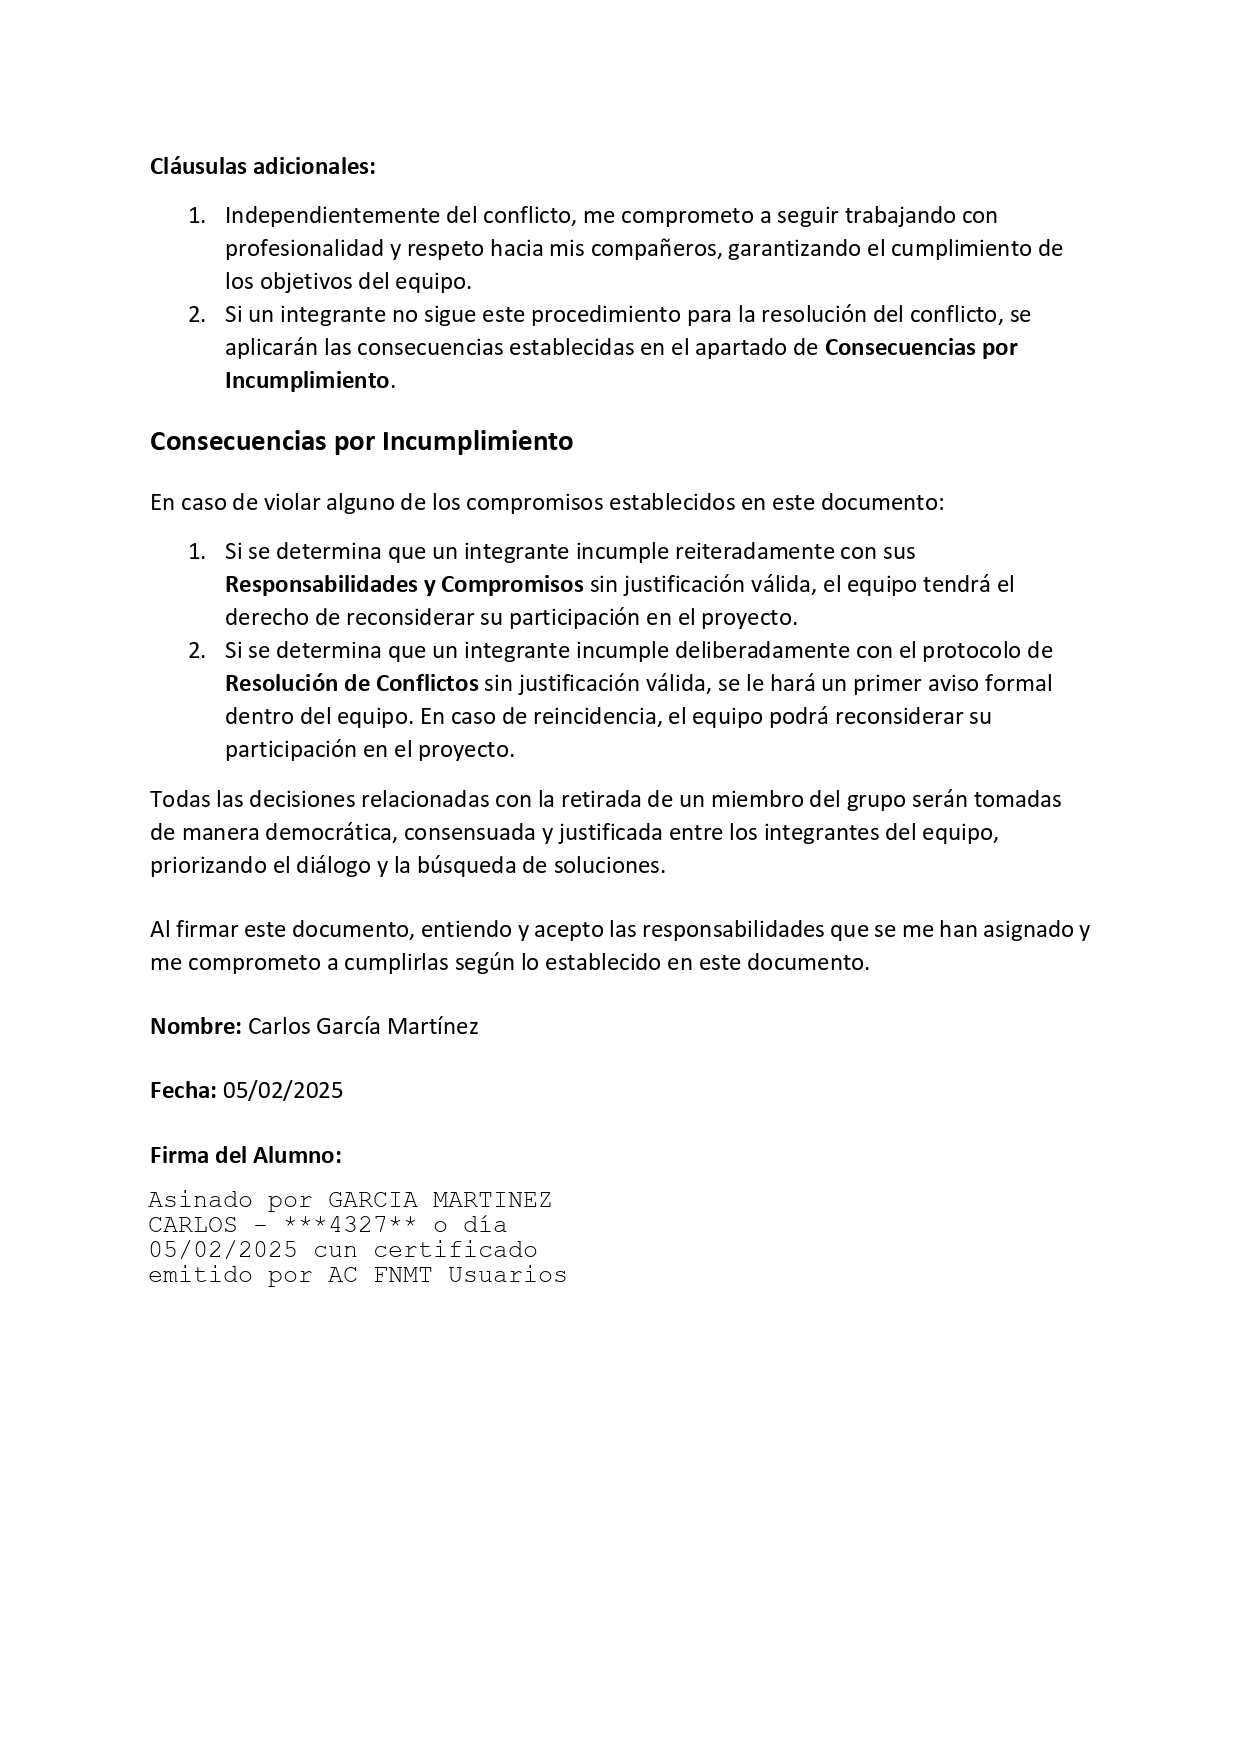 Cláusulas adicionales:
1. Independientemente del conflicto, me comprometo a seguir trabajando con
profesionalidad y respeto hacia mis compañeros, garantizando el cumplimiento de
los objetivos del equipo.
2. Si un integrante no sigue este procedimiento para la resolución del conflicto, se
aplicarán las consecuencias establecidas en el apartado de Consecuencias por
Incumplimiento.
Consecuencias por Incumplimiento
En caso de violar alguno de los compromisos establecidos en este documento:
1. Si se determina que un integrante incumple reiteradamente con sus
Responsabilidades y Compromisos sin justificación válida, el equipo tendrá el
derecho de reconsiderar su participación en el proyecto.
2. Si se determina que un integrante incumple deliberadamente con el protocolo de
Resolución de Conflictos sin justificación válida, se le hará un primer aviso formal
dentro del equipo. En caso de reincidencia, el equipo podrá reconsiderar su
participación en el proyecto.
Todas las decisiones relacionadas con la retirada de un miembro del grupo serán tomadas
de manera democrática, consensuada y justificada entre los integrantes del equipo,
priorizando el diálogo y la búsqueda de soluciones.
Al firmar este documento, entiendo y acepto las responsabilidades que se me han asignado y
me comprometo a cumplirlas según lo establecido en este documento.
Nombre: Carlos García Martínez
Fecha: 05/02/2025
Firma del Alumno:
Asinado por GARCIA MARTINEZ
CARLOS - ***4327** o día
05/02/2025 cun certificado
emitido por AC FNMT Usuarios